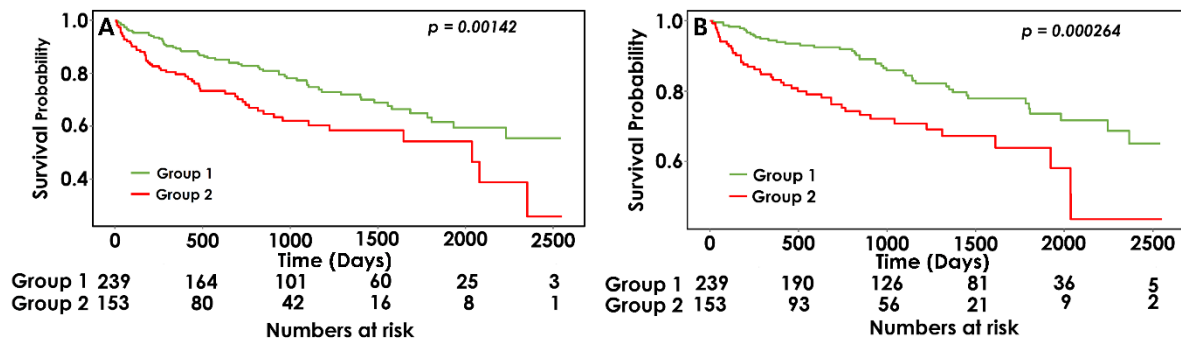 A
p = 0.00142
Survival Probability
1.0
0.8
0.6
0.4
Group 1
Group 2
0 500 1000 1500 2000 2500
Time (Days)
Group 1 239 164 101 60 25 3
Group 2 153 80 42 16 8 1
Numbers at risk
B
p = 0.000264
Survival Probability
1.0
0.8
0.6
Group 1
Group 2
0 500 1000 1500 2000 2500
Time (Days)
Group 1 239 190 126 81 36 5
Group 2 153 93 56 21 9 2
Numbers at risk